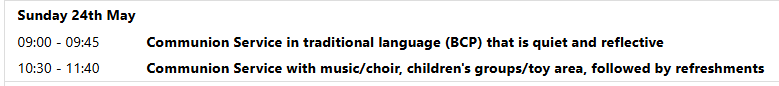 Sunday 24th May
09:00 - 09:45 Communion Service in traditional language (BCP) that is quiet and reflective
10:30 - 11:40 Communion Service with music/choir, children's groups/toy area, followed by refreshments